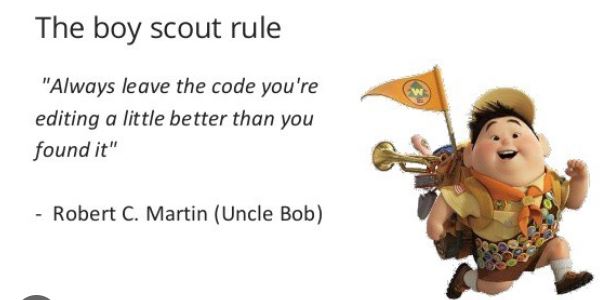 The boy scout rule
"Always leave the code you're
editing a little better than you
found it"
- Robert C. Martin (Uncle Bob)
W